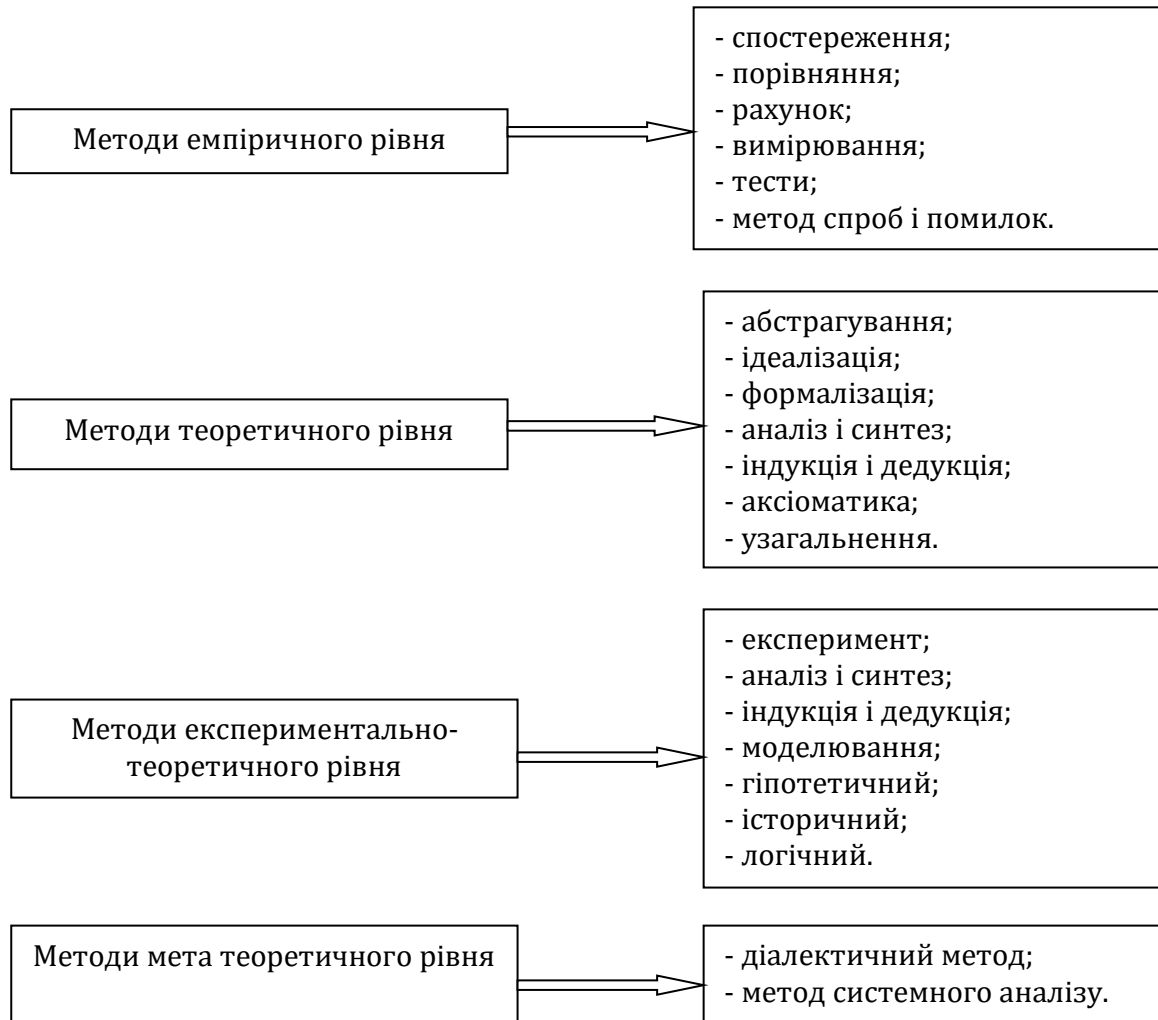 Методи емпіричного рівня
- спостереження;
- порівняння;
- рахунок;
- вимірювання;
- тести;
- метод спроб і помилок.
Методи теоретичного рівня
- абстрагування;
- ідеалізація;
- формалізація;
- аналіз і синтез;
- індукція і дедукція;
- аксіоматика;
- узагальнення.
Методи експериментально-
теоретичного рівня
- експеримент;
- аналіз і синтез;
- індукція і дедукція;
- моделювання;
- гіпотетичний;
- історичний;
- логічний.
Методи мета теоретичного рівня
- діалектичний метод;
- метод системного аналізу.